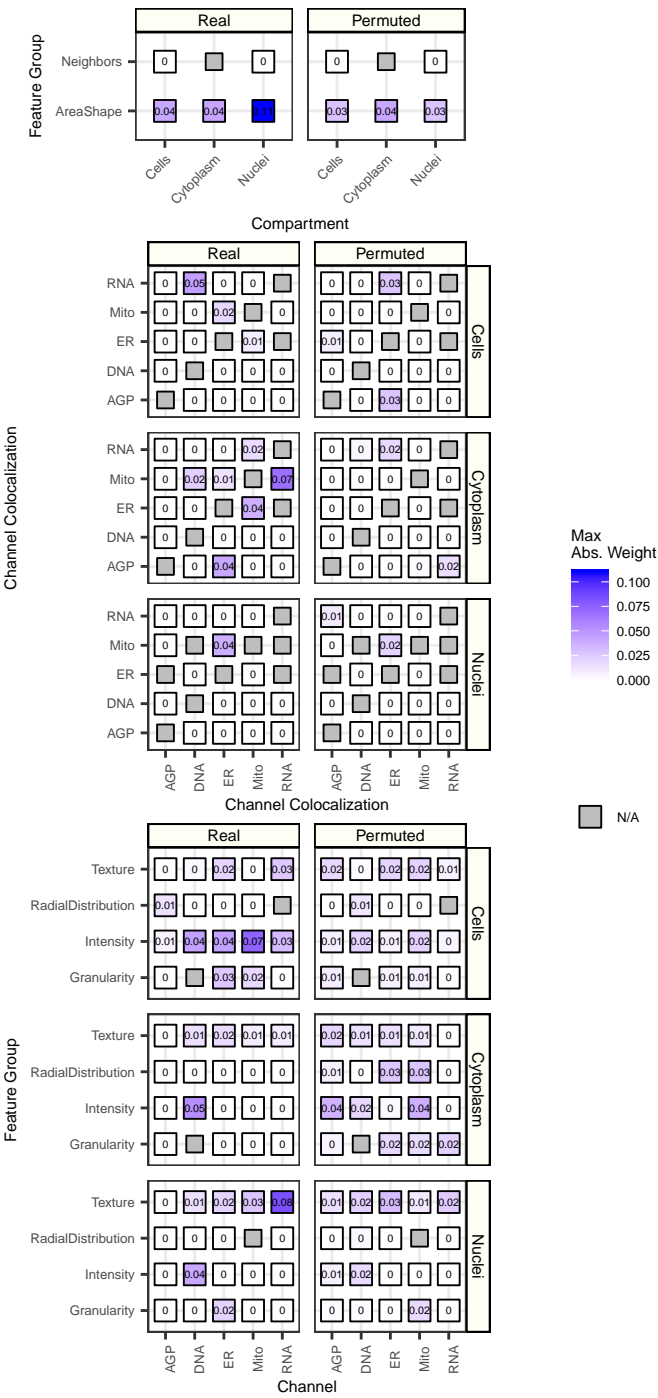 Real Permuted
Feature Group
Neighbors 0 0 0 0
AreaShape 0.04 0.04 0.11 0.03 0.04 0.03
Cells Cytoplasm Nuclei Cells Cytoplasm Nuclei
Compartment
Real Permuted
Channel Colocalization
RNA 0 0.05 0 0 0 0 0.03 0
Mito 0 0 0.02 0 0 0 0 0
ER 0 0 0.01 0.01 0 0
DNA 0 0 0 0 0 0 0 0
AGP 0 0 0 0 0 0.03 0 0
Cells
RNA 0 0 0 0.02 0 0 0.02 0
Mito 0 0.02 0.01 0.07 0 0 0 0
ER 0 0 0.04 0 0 0
DNA 0 0 0 0 0 0 0 0
AGP 0 0.04 0 0 0 0 0 0.02
Cytoplasm
RNA 0 0 0 0 0.01 0 0 0
Mito 0 0.04 0 0.02
ER 0 0 0 0
DNA 0 0 0 0 0 0 0 0
AGP 0 0 0 0 0 0 0 0
Nuclei
AGP DNA ER Mito RNA AGP DNA ER Mito RNA
Channel Colocalization
Max
Abs. Weight
0.100
0.075
0.050
0.025
0.000
N/A
Real Permuted
Feature Group
Texture 0 0 0.02 0 0.03 0.02 0 0.02 0.02 0.01
RadialDistribution 0.01 0 0 0 0 0.01 0 0
Intensity 0.01 0.04 0.04 0.07 0.03 0.01 0.02 0.01 0.02 0
Granularity 0 0.03 0.02 0 0.01 0.01 0.01 0
Cells
Texture 0 0.01 0.02 0.01 0.01 0.02 0.01 0.01 0.01 0
RadialDistribution 0 0 0 0 0 0.01 0 0.03 0.03 0
Intensity 0 0.05 0 0 0 0.04 0.02 0 0.04 0
Granularity 0 0 0 0 0 0.02 0.02 0.02
Cytoplasm
Texture 0 0.01 0.02 0.03 0.08 0.01 0.02 0.03 0.01 0.02
RadialDistribution 0 0 0 0 0 0 0 0
Intensity 0 0.04 0 0 0 0.01 0.02 0 0 0
Granularity 0 0 0.02 0 0 0 0 0 0.02 0
Nuclei
AGP DNA ER Mito RNA AGP DNA ER Mito RNA
Channel